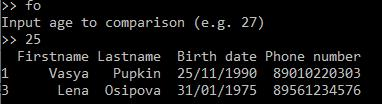 >> fo
Input age to comparison (e.g. 27)
>> 25
Firstname Lastname Birth date Phone number
1 Vasya Pupkin 25/11/1990 89010220303
3 Lena Osipova 31/01/1975 89561234576